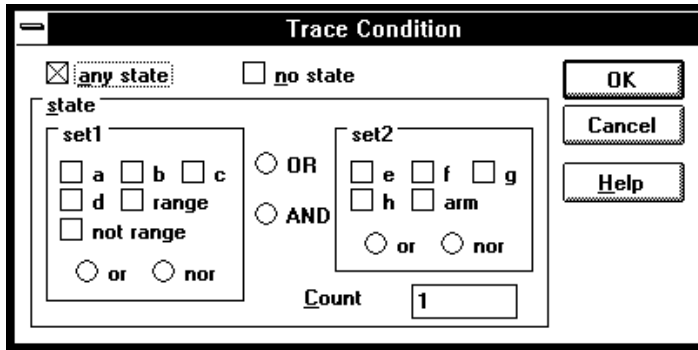 Trace Condition
any state no state
OK
state
Cancel
set1 set2
a b c OR e f g
Help
d range AND h arm
not range
or nor or nor
Count 1